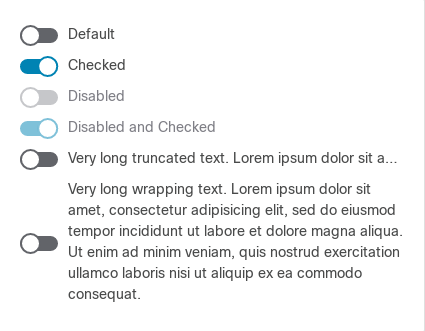 Default
Checked
Disabled
Disabled and Checked
Very long truncated text. Lorem ipsum dolor sit a...
Very long wrapping text. Lorem ipsum dolor sit
amet, consectetur adipisicing elit, sed do eiusmod
tempor incididunt ut labore et dolore magna aliqua.
Ut enim ad minim veniam, quis nostrud exercitation
ullamco laboris nisi ut aliquip ex ea commodo
consequat.